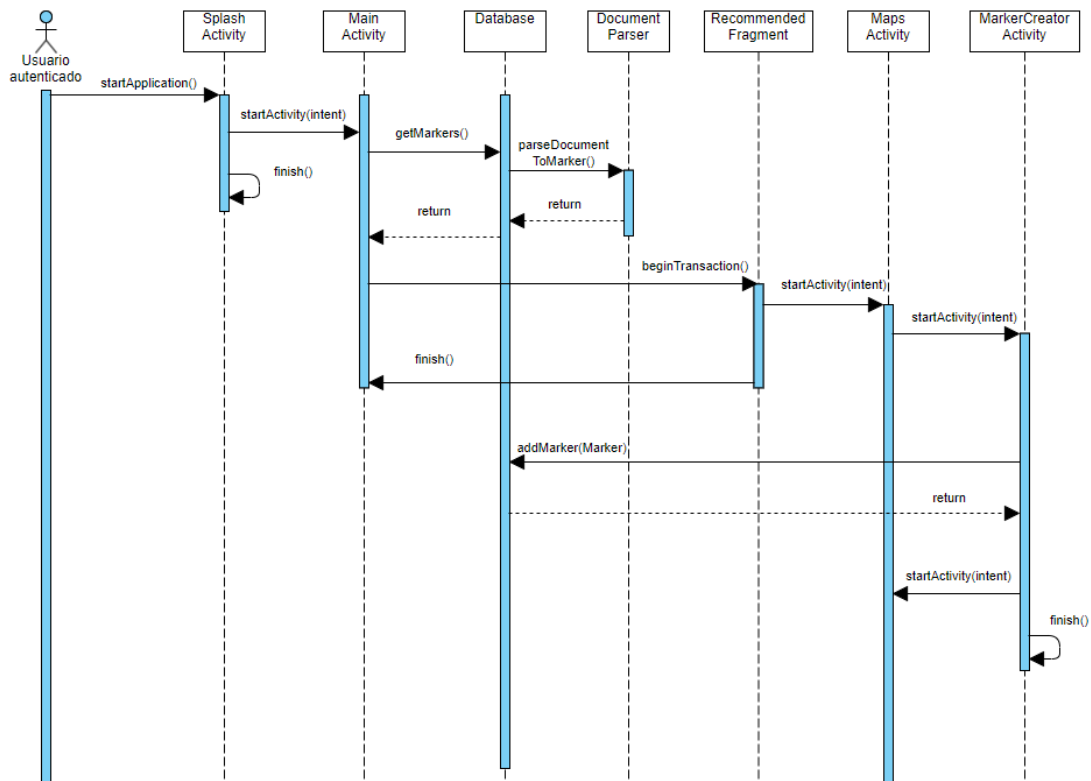 Splash
Activity
Main
Activity
Database
Document
Parser
Recommended
Fragment
Maps
Activity
MarkerCreator
Activity
Usuario
autenticado
startApplication()
startActivity(intent)
getMarkers()
parseDocument
ToMarker()
finish()
return
return
beginTransaction()
startActivity(intent)
startActivity(intent)
finish()
addMarker(Marker)
return
startActivity(intent)
finish()